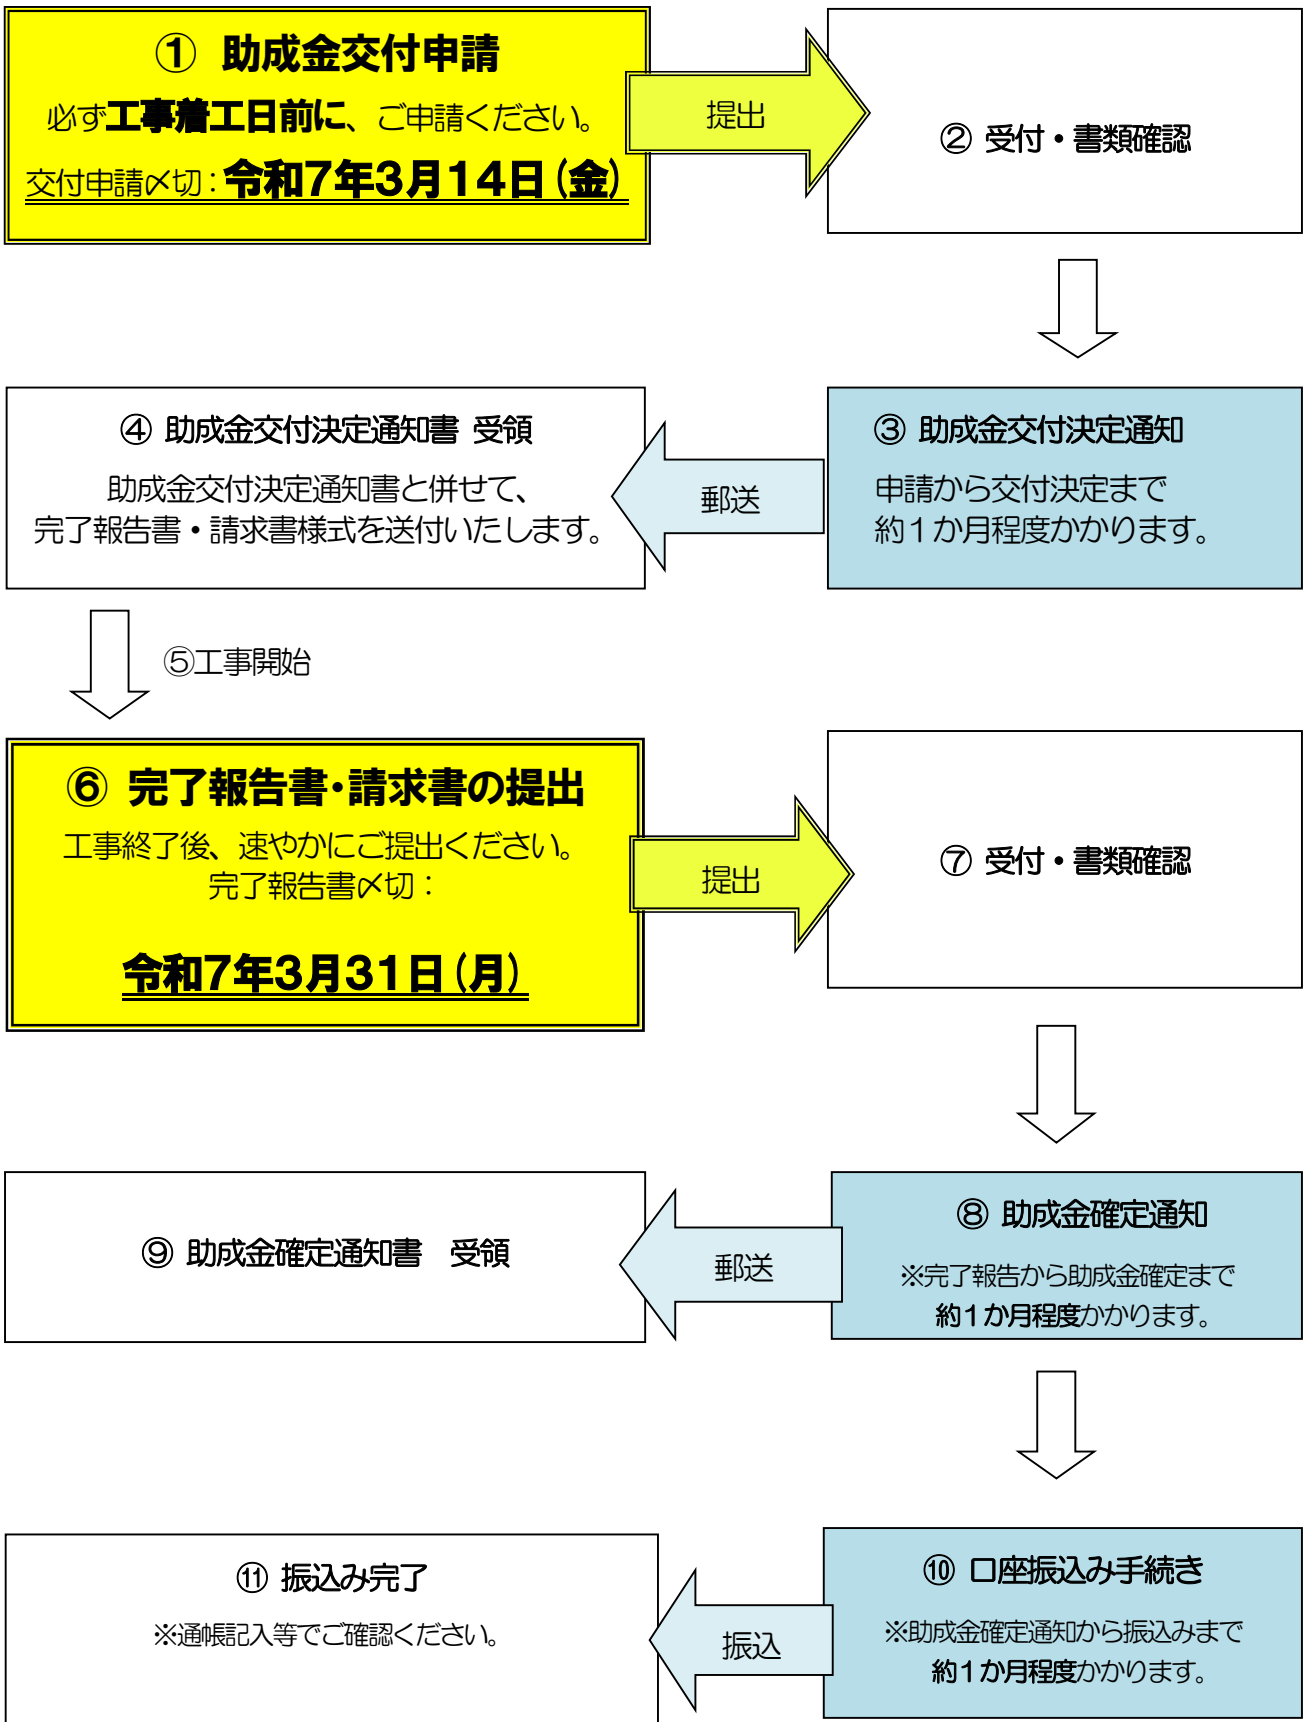 ① 助成金交付申請
必ず工事着工日前に、ご申請ください。
交付申請〆切：令和7年3月14日(金)
提出
② 受付・書類確認
③ 助成金交付決定通知
申請から交付決定まで
約１か月程度かかります。
郵送
④ 助成金交付決定通知書 受領
助成金交付決定通知書と併せて、
完了報告書・請求書様式を送付いたします。
⑤工事開始
⑥ 完了報告書・請求書の提出
工事終了後、速やかにご提出ください。
完了報告書〆切：
令和7年3月31日(月)
提出
⑦ 受付・書類確認
⑧ 助成金確定通知
※完了報告から助成金確定まで
約１か月程度かかります。
郵送
⑨ 助成金確定通知書　受領
⑩ 口座振込み手続き
※助成金確定通知から振込みまで
約１か月程度かかります。
振込
⑪ 振込み完了
※通帳記入等でご確認ください。